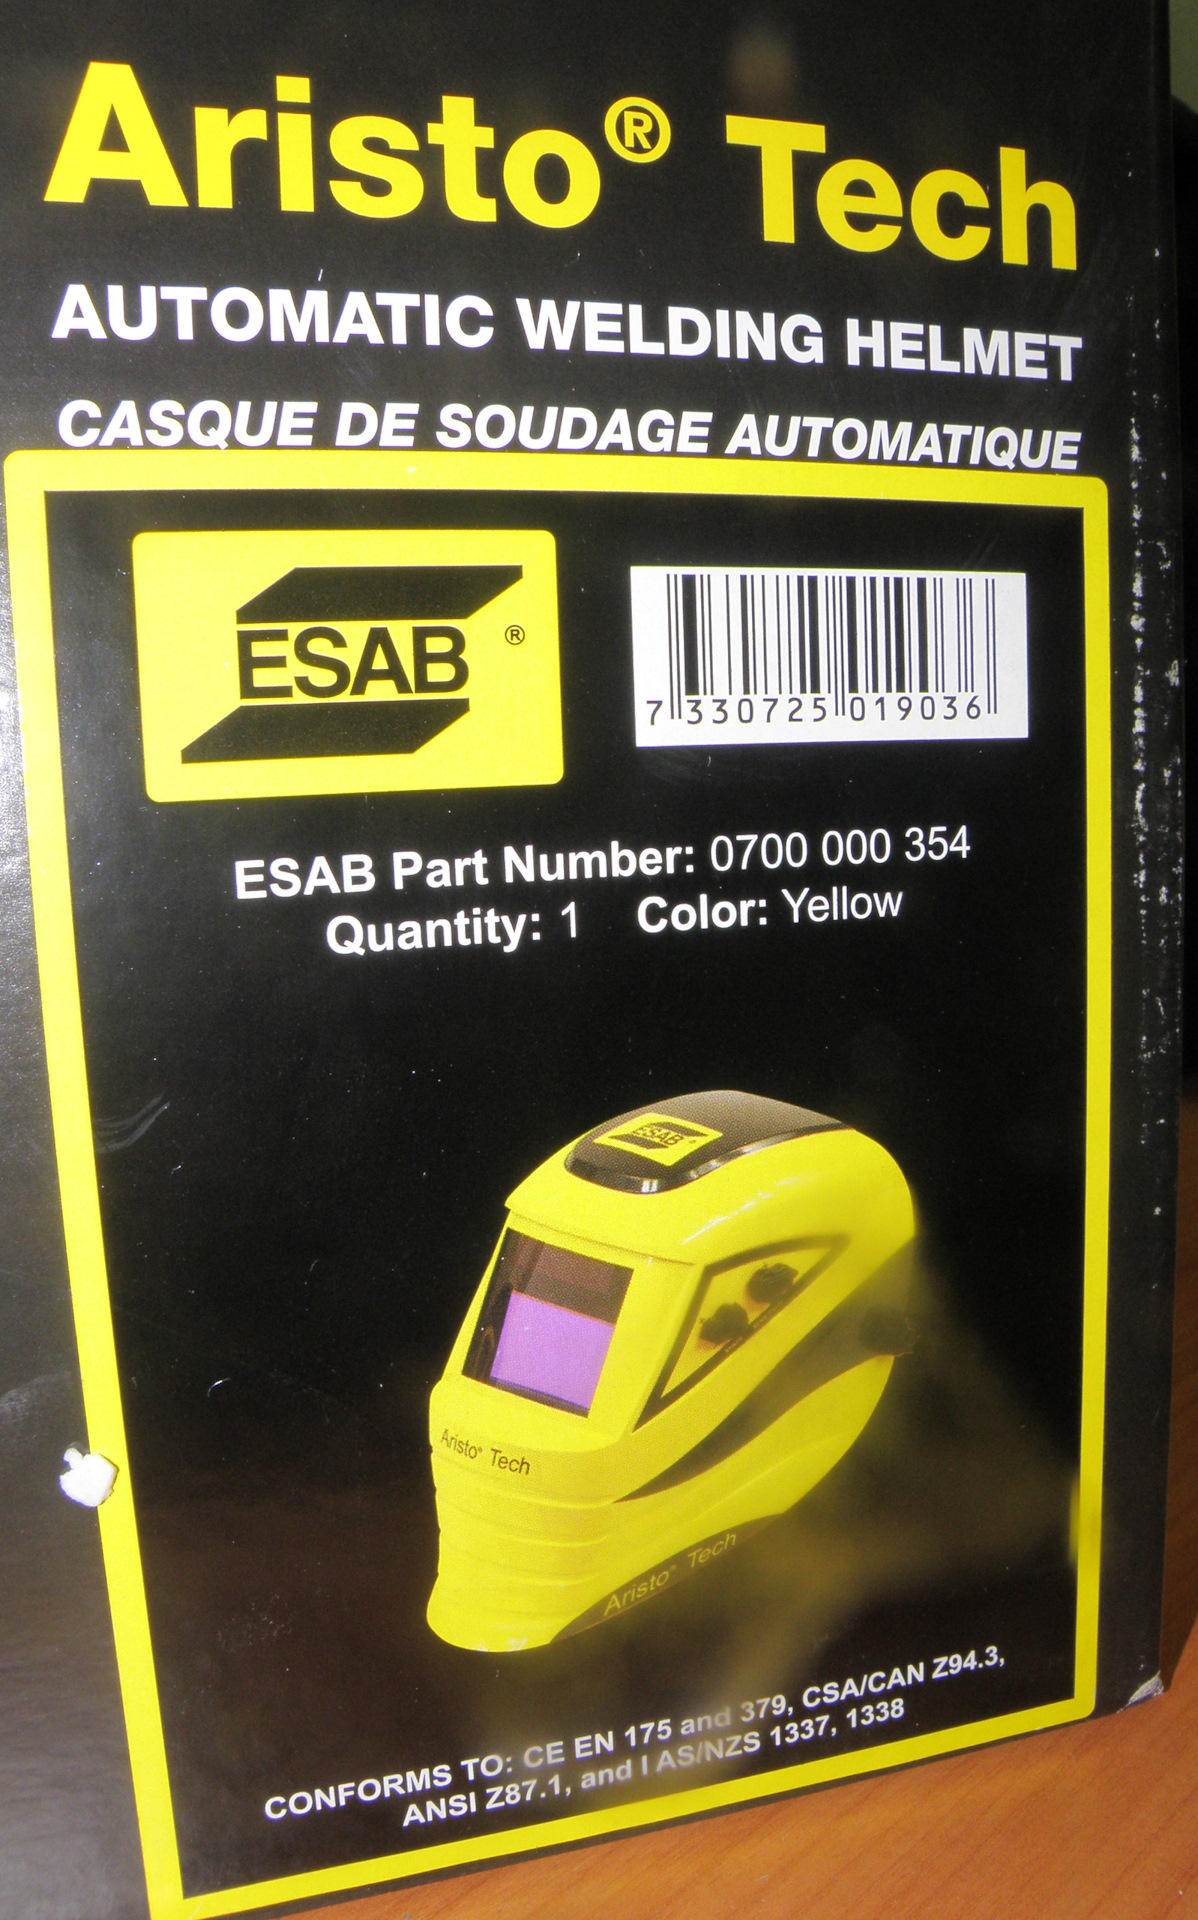 Aristo® Tech
AUTOMATIC WELDING HELMET
CASQUE DE SOUDAGE AUTOMATIQUE
ESAB®
7 330725 019036
ESAB Part Number: 0700 000 354
Quantity: 1 Color: Yellow
ESAB®
Aristo® Tech
Aristo® Tech
CONFORMS TO: CE EN 175 and 379, CSA/CAN Z94.3,
ANSI Z87.1, and I AS/NZS 1337, 1338